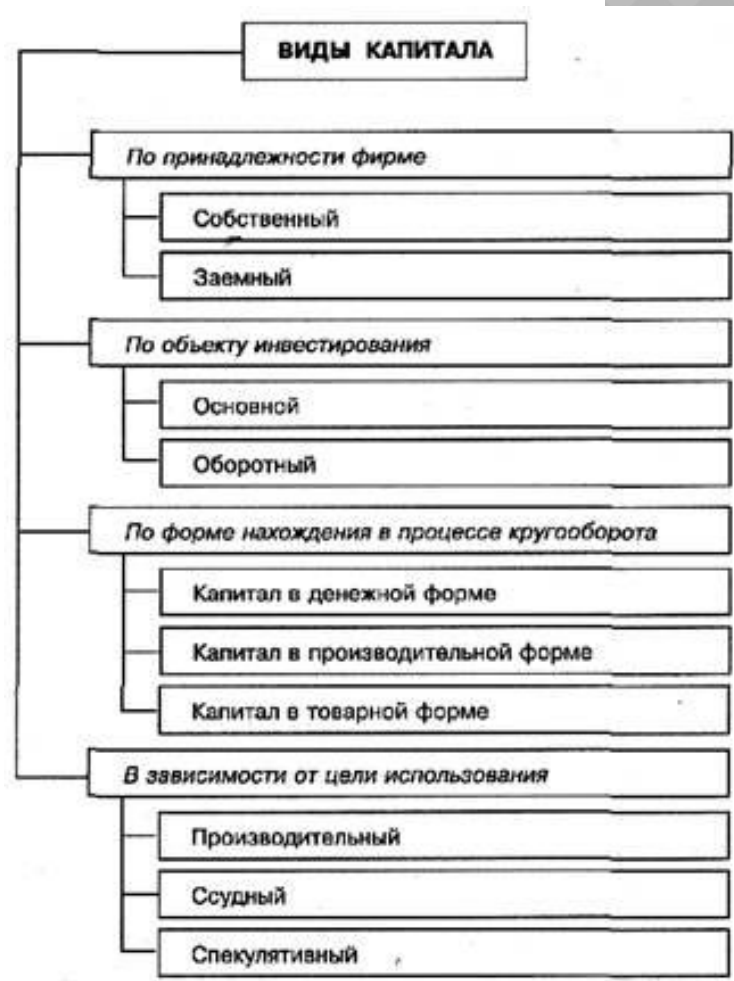 ВИДЫ КАПИТАЛА
По принадлежности фирме
Собственный
Заемный
По объекту инвестирования
Основной
Оборотный
По форме нахождения в процессе кругооборота
Капитал в денежной форме
Капитал в производительной форме
Капитал в товарной форме
В зависимости от цели использования
Производительный
Ссудный
Спекулятивный